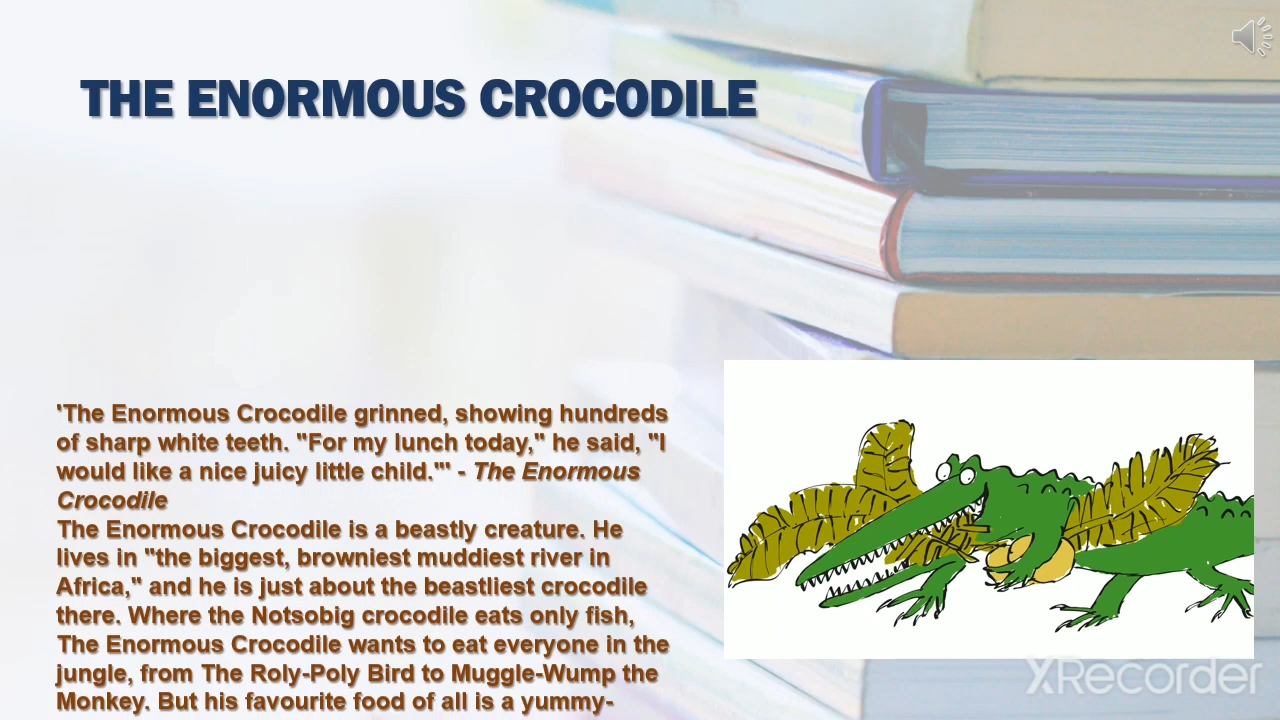 THE ENORMOUS CROCODILE
'The Enormous Crocodile grinned, showing hundreds
of sharp white teeth. "For my lunch today," he said, "I
would like a nice juicy little child."' - The Enormous
Crocodile
The Enormous Crocodile is a beastly creature. He
lives in "the biggest, browniest muddiest river in
Africa," and he is just about the beastliest crocodile
there. Where the Notsobig crocodile eats only fish,
The Enormous Crocodile wants to eat everyone in the
jungle, from The Roly-Poly Bird to Muggle-Wump the
Monkey. But his favourite food of all is a yummy-
XRecorder